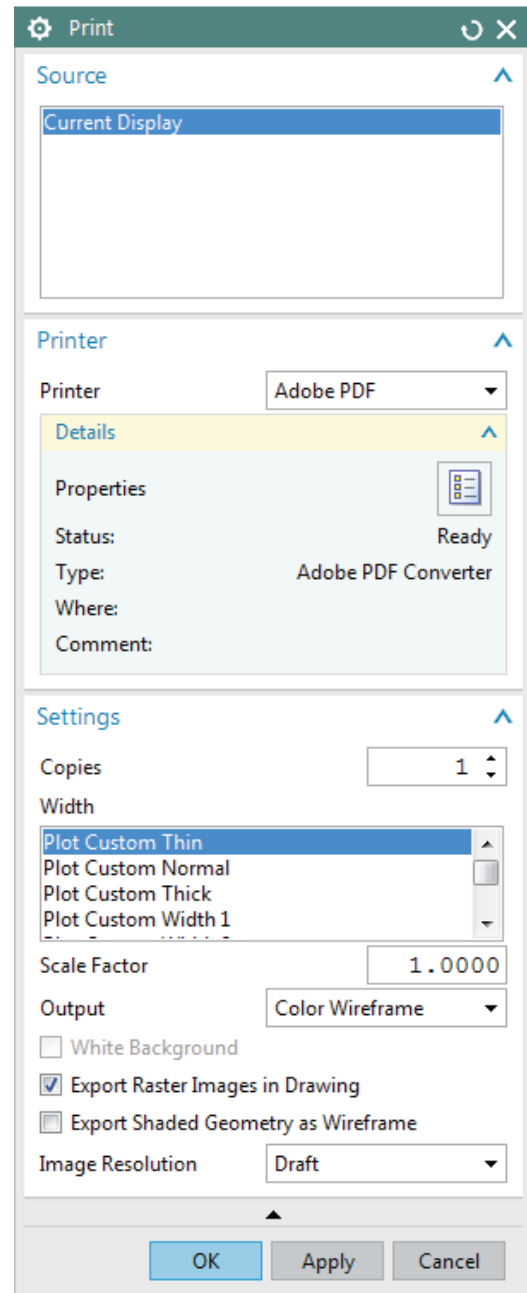 Print
Source
Current Display
Printer
Printer Adobe PDF
Details
Properties
Status: Ready
Type: Adobe PDF Converter
Where:
Comment:
Settings
Copies 1
Width
Plot Custom Thin
Plot Custom Normal
Plot Custom Thick
Plot Custom Width 1
Scale Factor 1.0000
Output Color Wireframe
White Background
Export Raster Images in Drawing
Export Shaded Geometry as Wireframe
Image Resolution Draft
OK Apply Cancel